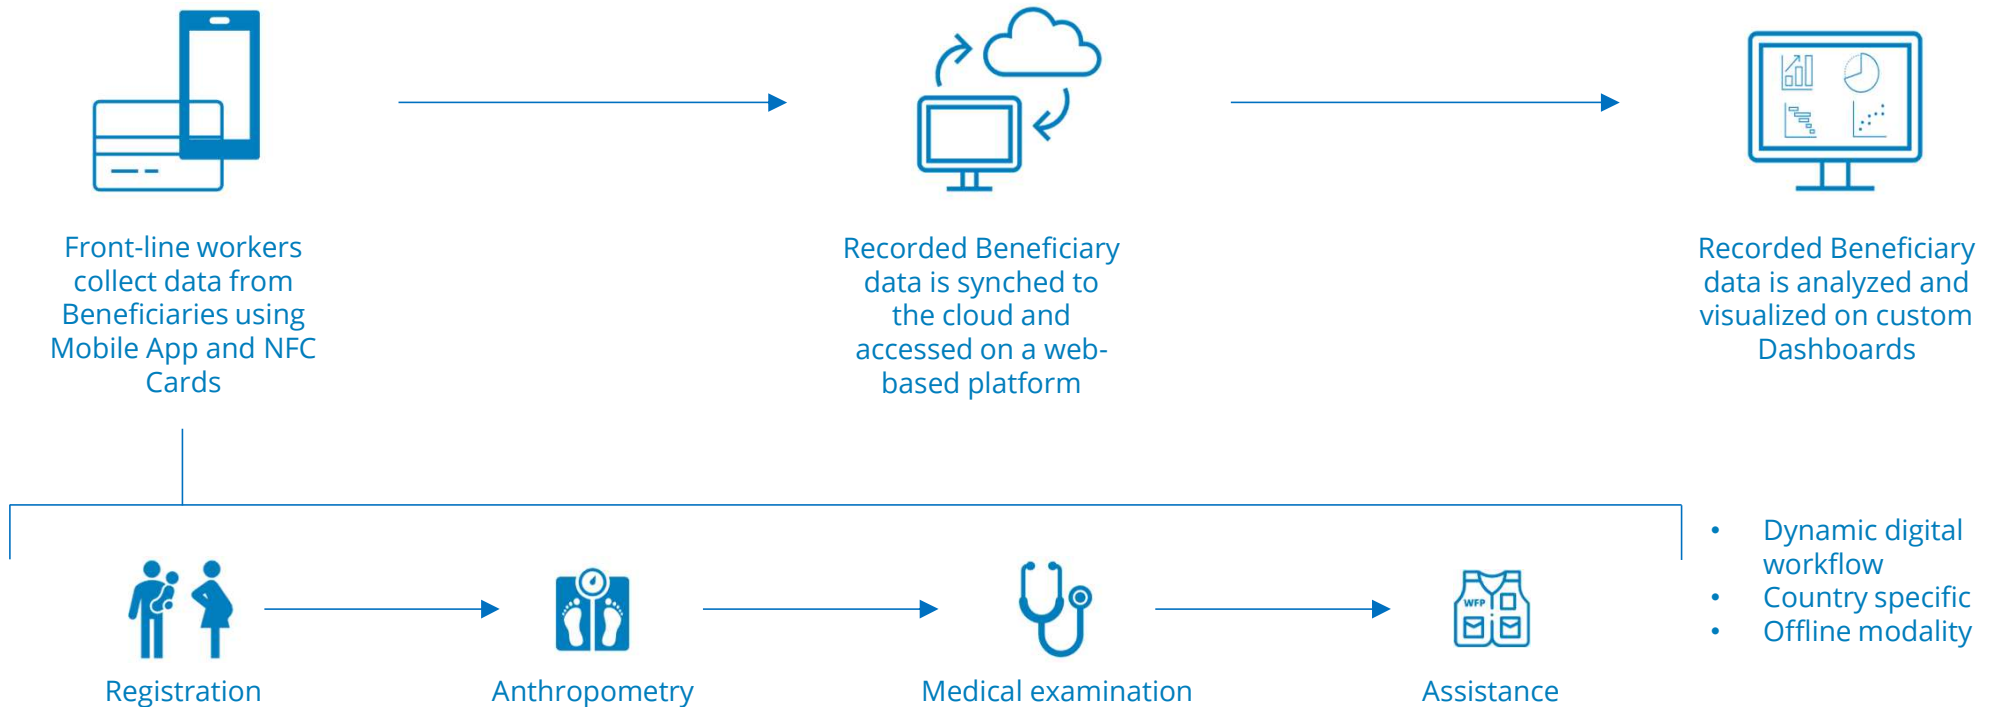 Front-line workers
collect data from
Beneficiaries using
Mobile App and NFC
Cards
Recorded Beneficiary
data is synched to
the cloud and
accessed on a web-
based platform
Recorded Beneficiary
data is analyzed and
visualized on custom
Dashboards
• Dynamic digital
workflow
• Country specific
• Offline modality
WFP
Registration
Anthropometry
Medical examination
Assistance